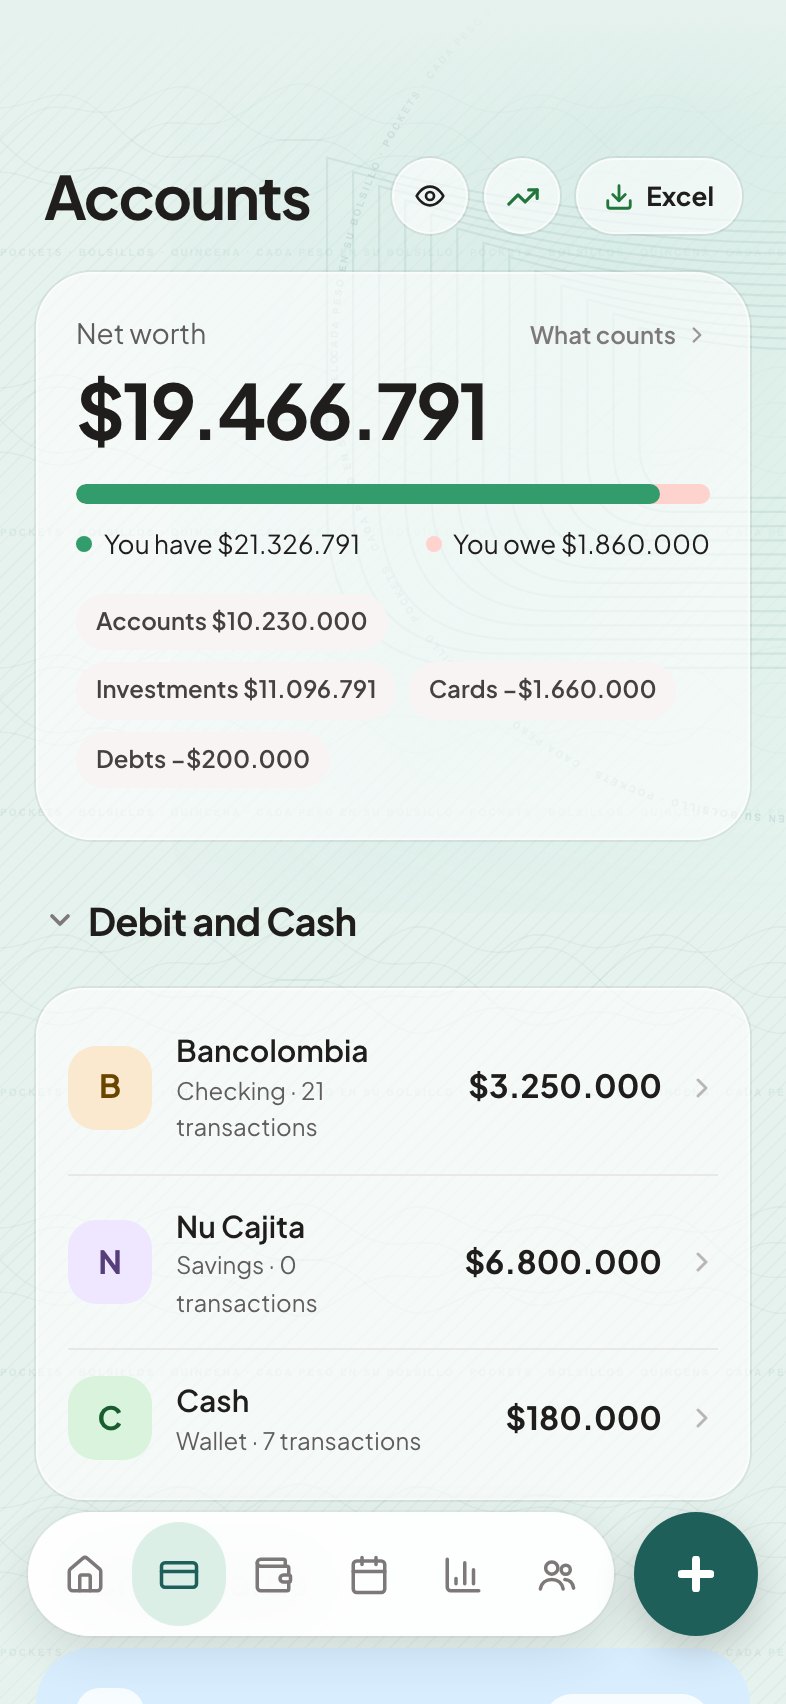 Accounts
Excel
Net worth
What counts
$19.466.791
You have $21.326.791
You owe $1.860.000
Accounts $10.230.000
Investments $11.096.791
Cards –$1.660.000
Debts –$200.000
Debit and Cash
B
Bancolombia
Checking · 21
transactions
$3.250.000
N
Nu Cajita
Savings · 0
transactions
$6.800.000
C
Cash
Wallet · 7 transactions
$180.000